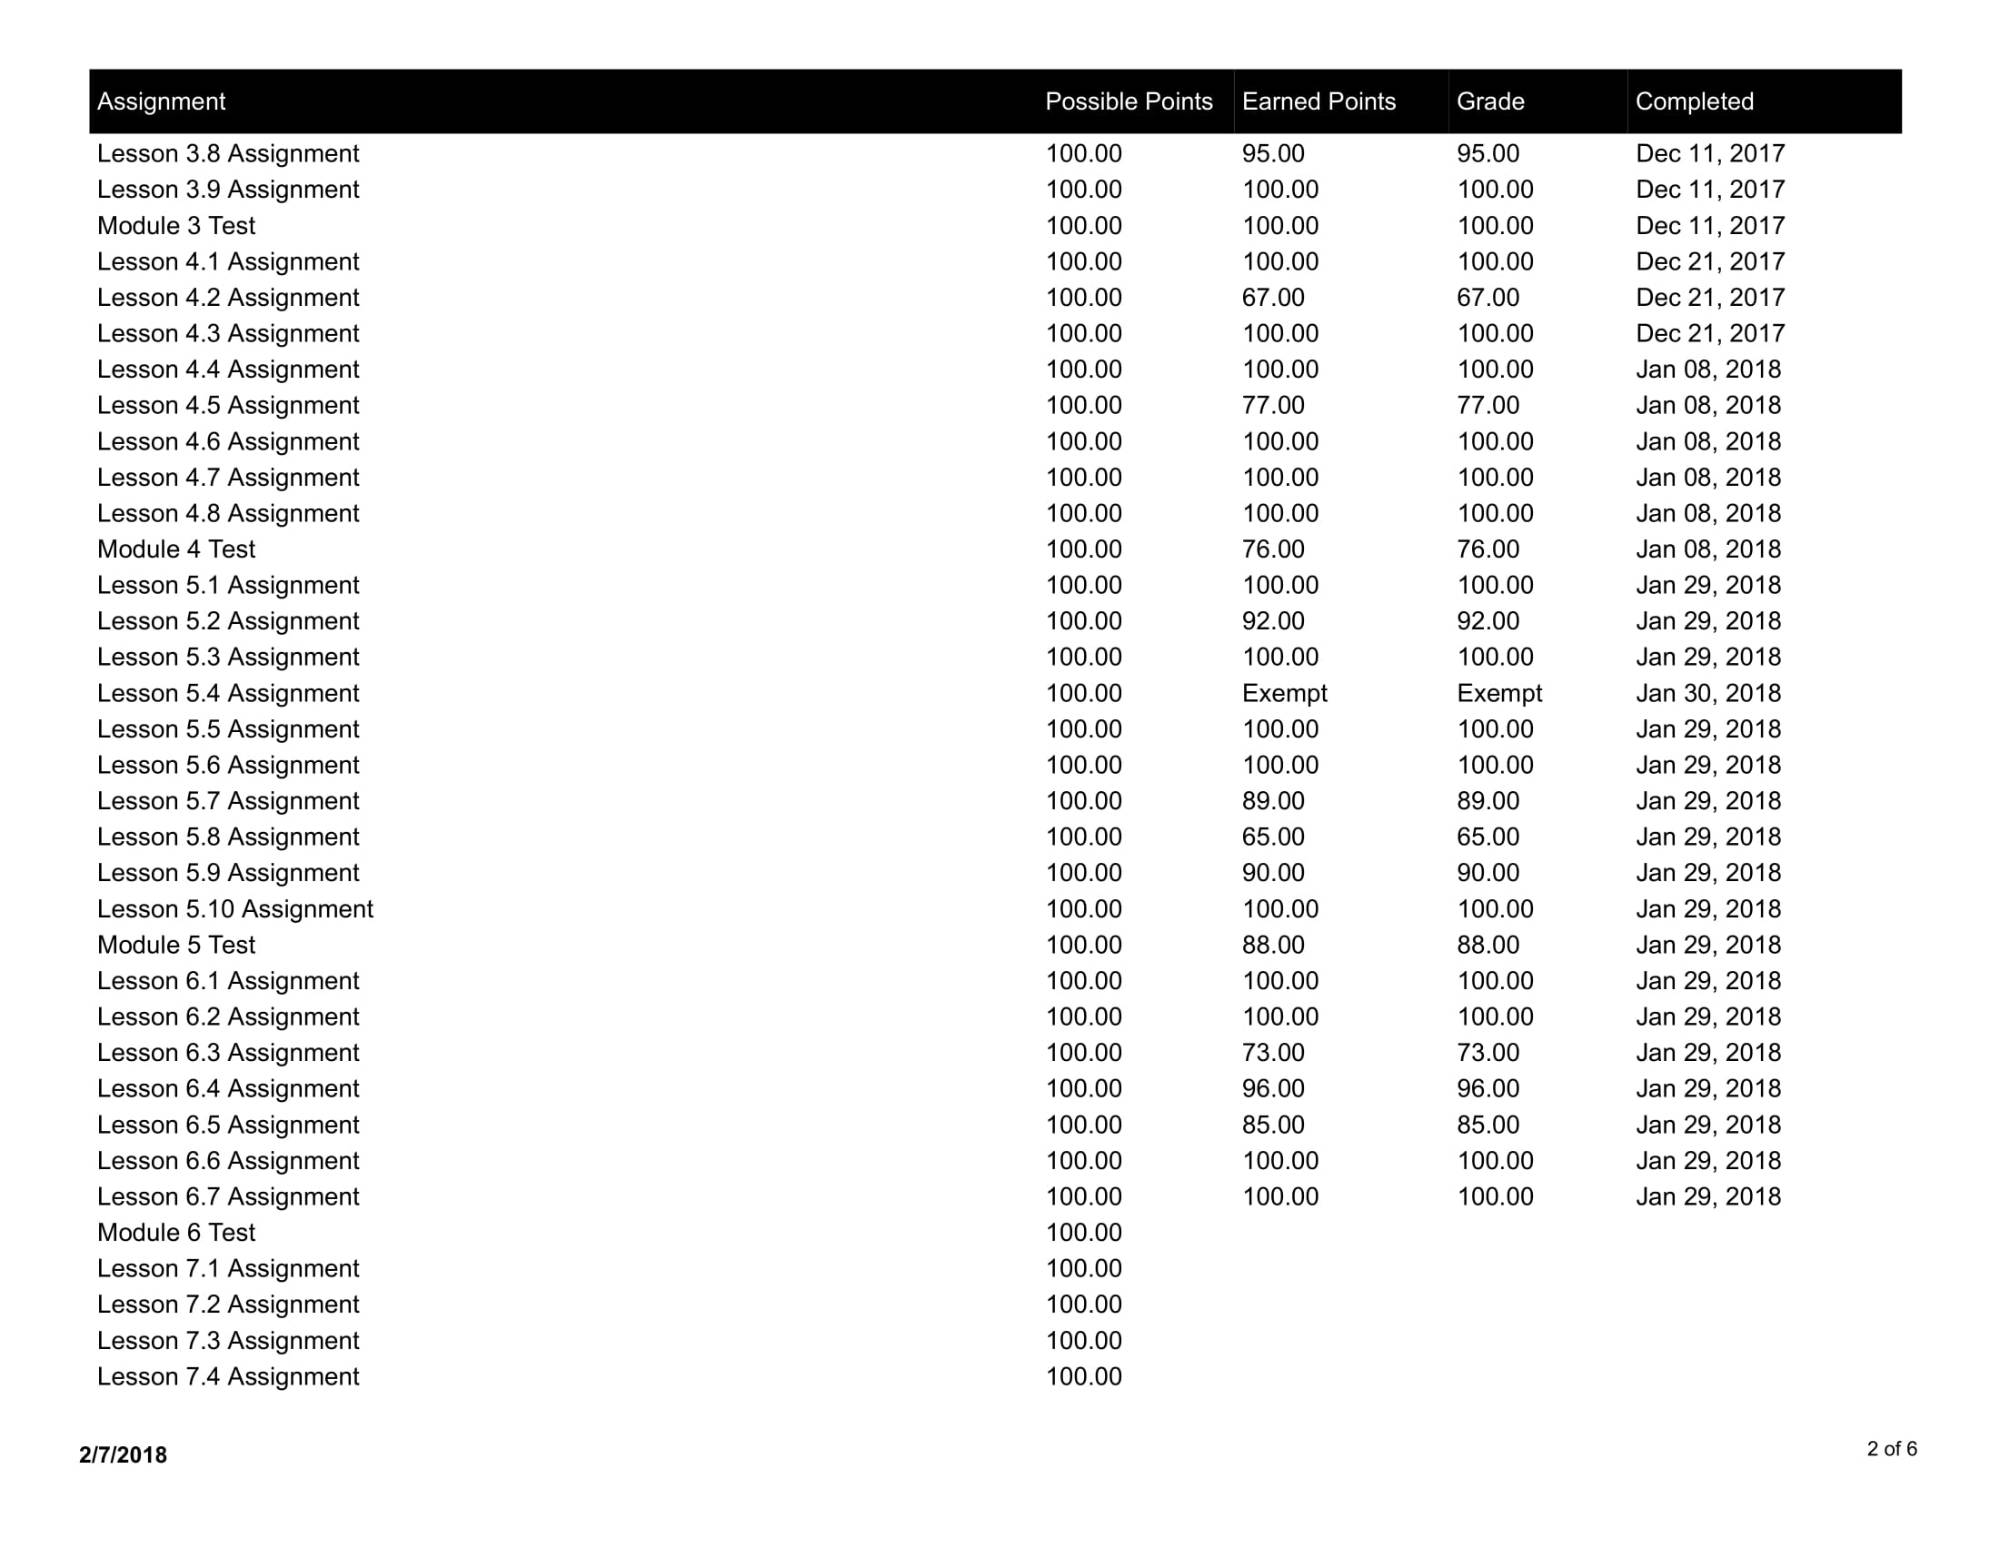 Assignment Possible Points Earned Points Grade Completed
Lesson 3.8 Assignment 100.00 95.00 95.00 Dec 11, 2017
Lesson 3.9 Assignment 100.00 100.00 100.00 Dec 11, 2017
Module 3 Test 100.00 100.00 100.00 Dec 11, 2017
Lesson 4.1 Assignment 100.00 100.00 100.00 Dec 21, 2017
Lesson 4.2 Assignment 100.00 67.00 67.00 Dec 21, 2017
Lesson 4.3 Assignment 100.00 100.00 100.00 Dec 21, 2017
Lesson 4.4 Assignment 100.00 100.00 100.00 Jan 08, 2018
Lesson 4.5 Assignment 100.00 77.00 77.00 Jan 08, 2018
Lesson 4.6 Assignment 100.00 100.00 100.00 Jan 08, 2018
Lesson 4.7 Assignment 100.00 100.00 100.00 Jan 08, 2018
Lesson 4.8 Assignment 100.00 100.00 100.00 Jan 08, 2018
Module 4 Test 100.00 76.00 76.00 Jan 08, 2018
Lesson 5.1 Assignment 100.00 100.00 100.00 Jan 29, 2018
Lesson 5.2 Assignment 100.00 92.00 92.00 Jan 29, 2018
Lesson 5.3 Assignment 100.00 100.00 100.00 Jan 29, 2018
Lesson 5.4 Assignment 100.00 Exempt Exempt Jan 30, 2018
Lesson 5.5 Assignment 100.00 100.00 100.00 Jan 29, 2018
Lesson 5.6 Assignment 100.00 100.00 100.00 Jan 29, 2018
Lesson 5.7 Assignment 100.00 89.00 89.00 Jan 29, 2018
Lesson 5.8 Assignment 100.00 65.00 65.00 Jan 29, 2018
Lesson 5.9 Assignment 100.00 90.00 90.00 Jan 29, 2018
Lesson 5.10 Assignment 100.00 100.00 100.00 Jan 29, 2018
Module 5 Test 100.00 88.00 88.00 Jan 29, 2018
Lesson 6.1 Assignment 100.00 100.00 100.00 Jan 29, 2018
Lesson 6.2 Assignment 100.00 100.00 100.00 Jan 29, 2018
Lesson 6.3 Assignment 100.00 73.00 73.00 Jan 29, 2018
Lesson 6.4 Assignment 100.00 96.00 96.00 Jan 29, 2018
Lesson 6.5 Assignment 100.00 85.00 85.00 Jan 29, 2018
Lesson 6.6 Assignment 100.00 100.00 100.00 Jan 29, 2018
Lesson 6.7 Assignment 100.00 100.00 100.00 Jan 29, 2018
Module 6 Test 100.00
Lesson 7.1 Assignment 100.00
Lesson 7.2 Assignment 100.00
Lesson 7.3 Assignment 100.00
Lesson 7.4 Assignment 100.00
2/7/2018 2 of 6